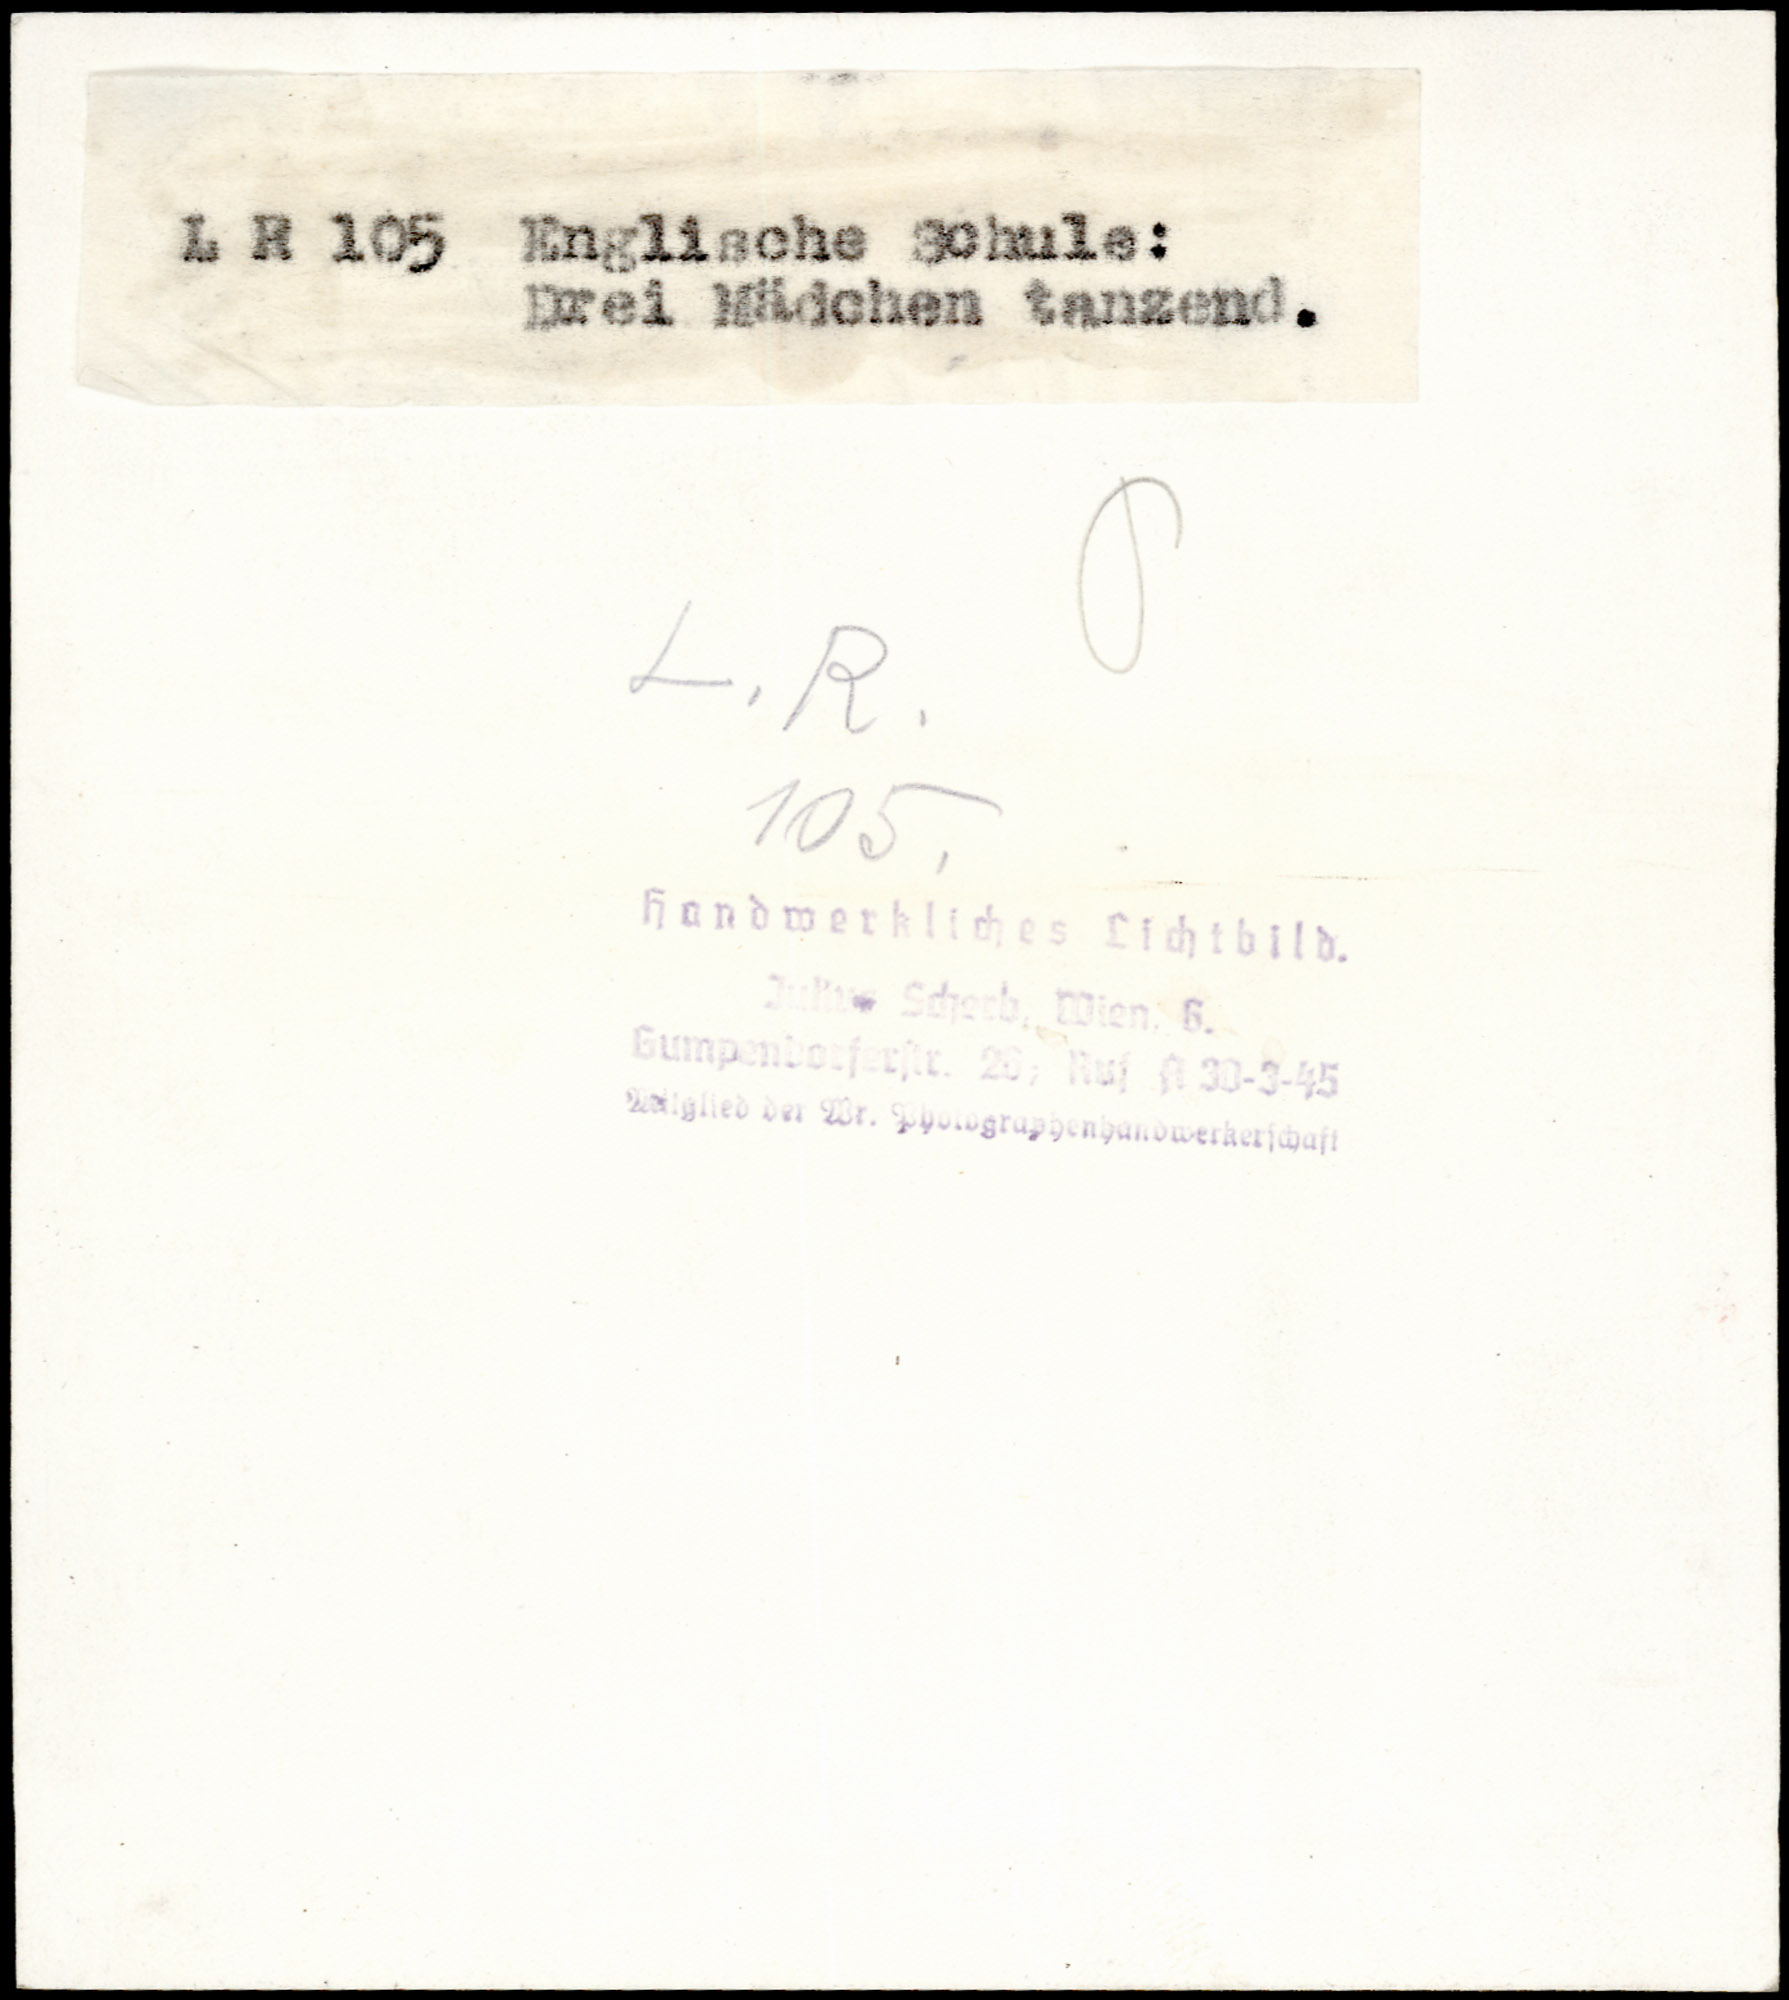 L R 105 Englische Schule:
Drei Mädchen tanzend.
L. R.
105.
Handwerkliches Lichtbild.
Julius Scherb, Wien, 6.
Gumpendorferstr. 26, Ruf A 30-3-45
Mitglied der Wr. Photographenhandwerkerschaft